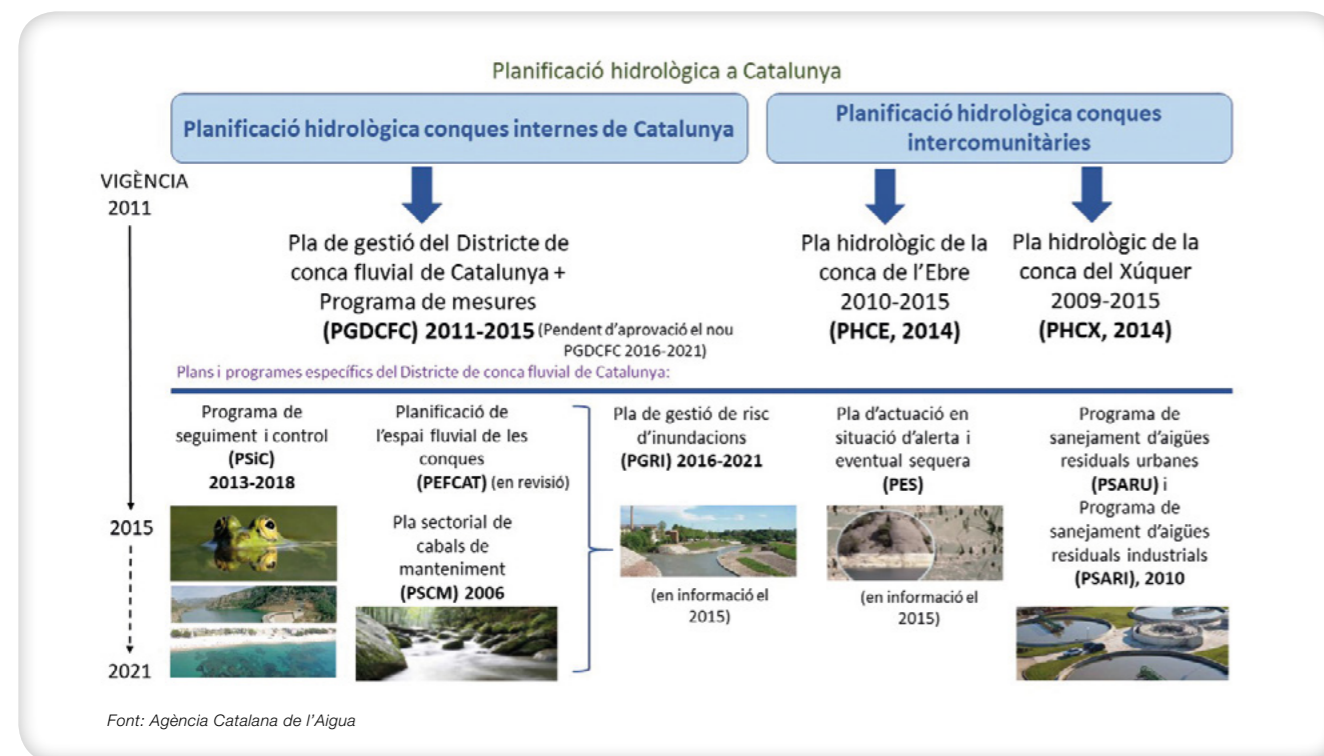 Planificació hidrològica a Catalunya
Planificació hidrològica conques internes de Catalunya
Planificació hidrològica conques
intercomunitàries
VIGÈNCIA
2011
Pla de gestió del Districte de
conca fluvial de Catalunya +
Programa de mesures
(PGDCFC) 2011-2015 (Pendent d'aprovació el nou
PGDCFC 2016-2021)
Pla hidrològic de la
conca de l'Ebre
2010-2015
(PHCE, 2014)
Pla hidrològic de la
conca del Xúquer
2009-2015
(PHCX, 2014)
Plans i programes específics del Districte de conca fluvial de Catalunya:
Programa de
seguiment i control
(PSiC)
2013-2018
Planificació de
l'espai fluvial de les
conques
(PEFCAT) (en revisió)
Pla sectorial de
cabals de
manteniment
(PSCM) 2006
Pla de gestió de risc
d'inundacions
(PGRI) 2016-2021
(en informació el
2015)
Pla d'actuació en
situació d'alerta i
eventual sequera
(PES)
(en informació el
2015)
Programa de
sanejament d'aigües
residuals urbanes
(PSARU) i
Programa de
sanejament d'aigües
residuals industrials
(PSARI), 2010
2015
2021
Font: Agència Catalana de l'Aigua